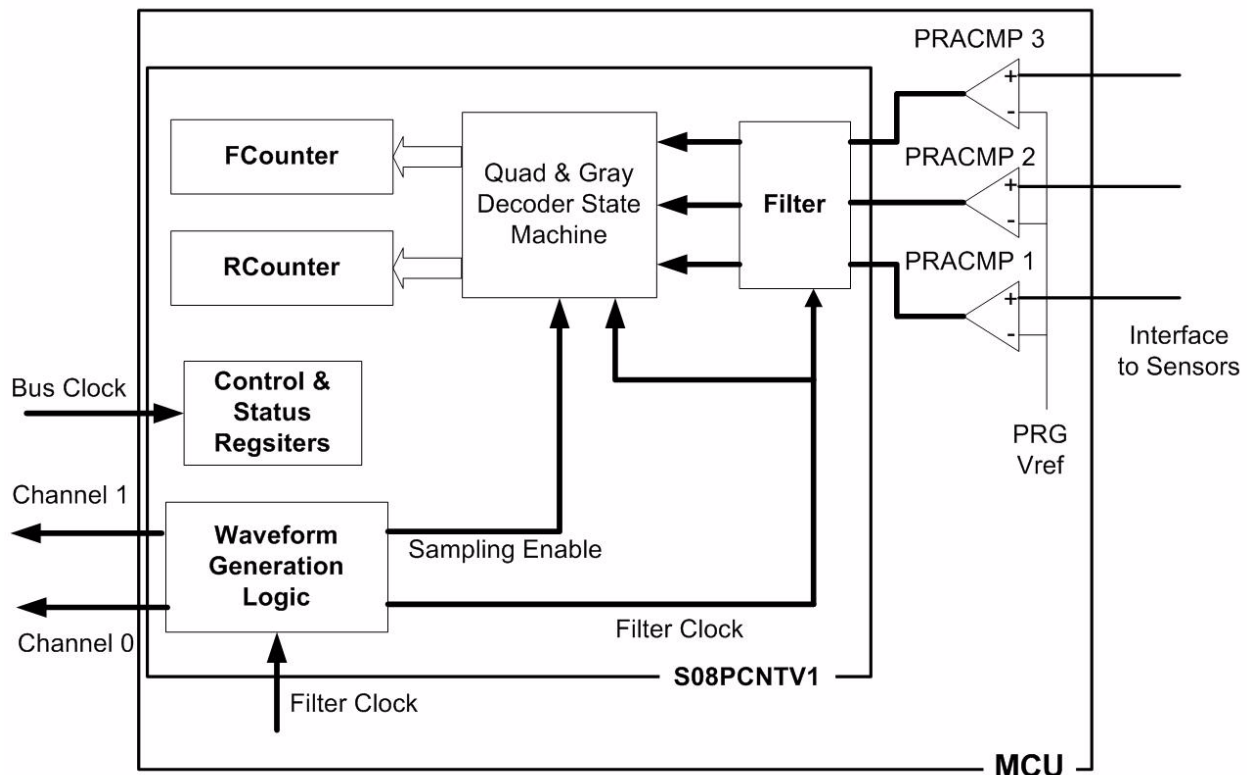 PRACMP 3
+
-
FCounter
Quad & Gray
Decoder State
Machine
Filter
PRACMP 2
+
-
RCounter
PRACMP 1
+
-
Interface
to Sensors
Bus Clock
Control &
Status
Regsiters
PRG
Vref
Channel 1
Waveform
Generation
Logic
Sampling Enable
Channel 0
Filter Clock
S08PCNTV1
Filter Clock
MCU